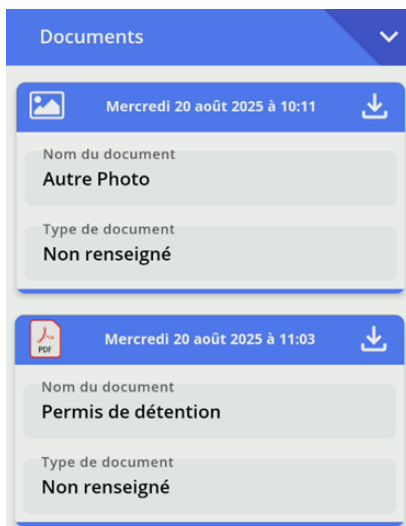 Documents
Mercredi 20 août 2025 à 10:11
Nom du document
Autre Photo
Type de document
Non renseigné
PDF
Mercredi 20 août 2025 à 11:03
Nom du document
Permis de détention
Type de document
Non renseigné